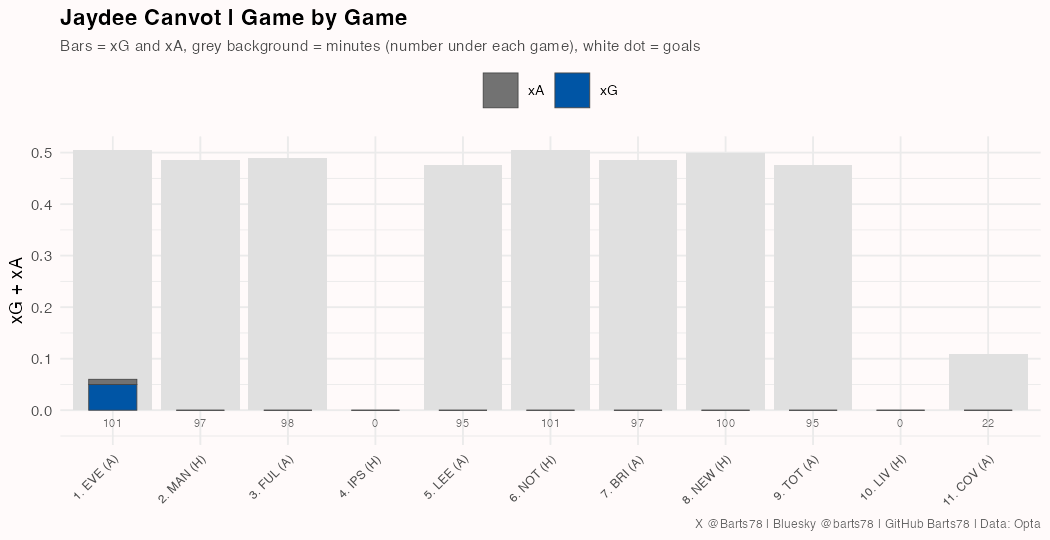 Jaydee Canvot | Game by Game
Bars = xG and xA, grey background = minutes (number under each game), white dot = goals
xA xG
xG + xA
0.5
0.4
0.3
0.2
0.1
0.0
101 97 98 0 95 101 97 100 95 0 22
1. EVE (A) 2. MAN (H) 3. FUL (A) 4. IPS (H) 5. LEE (A) 6. NOT (H) 7. BRI (A) 8. NEW (H) 9. TOT (A) 10. LIV (H) 11. COV (A)
X @Barts78 | Bluesky @barts78 | GitHub Barts78 | Data: Opta